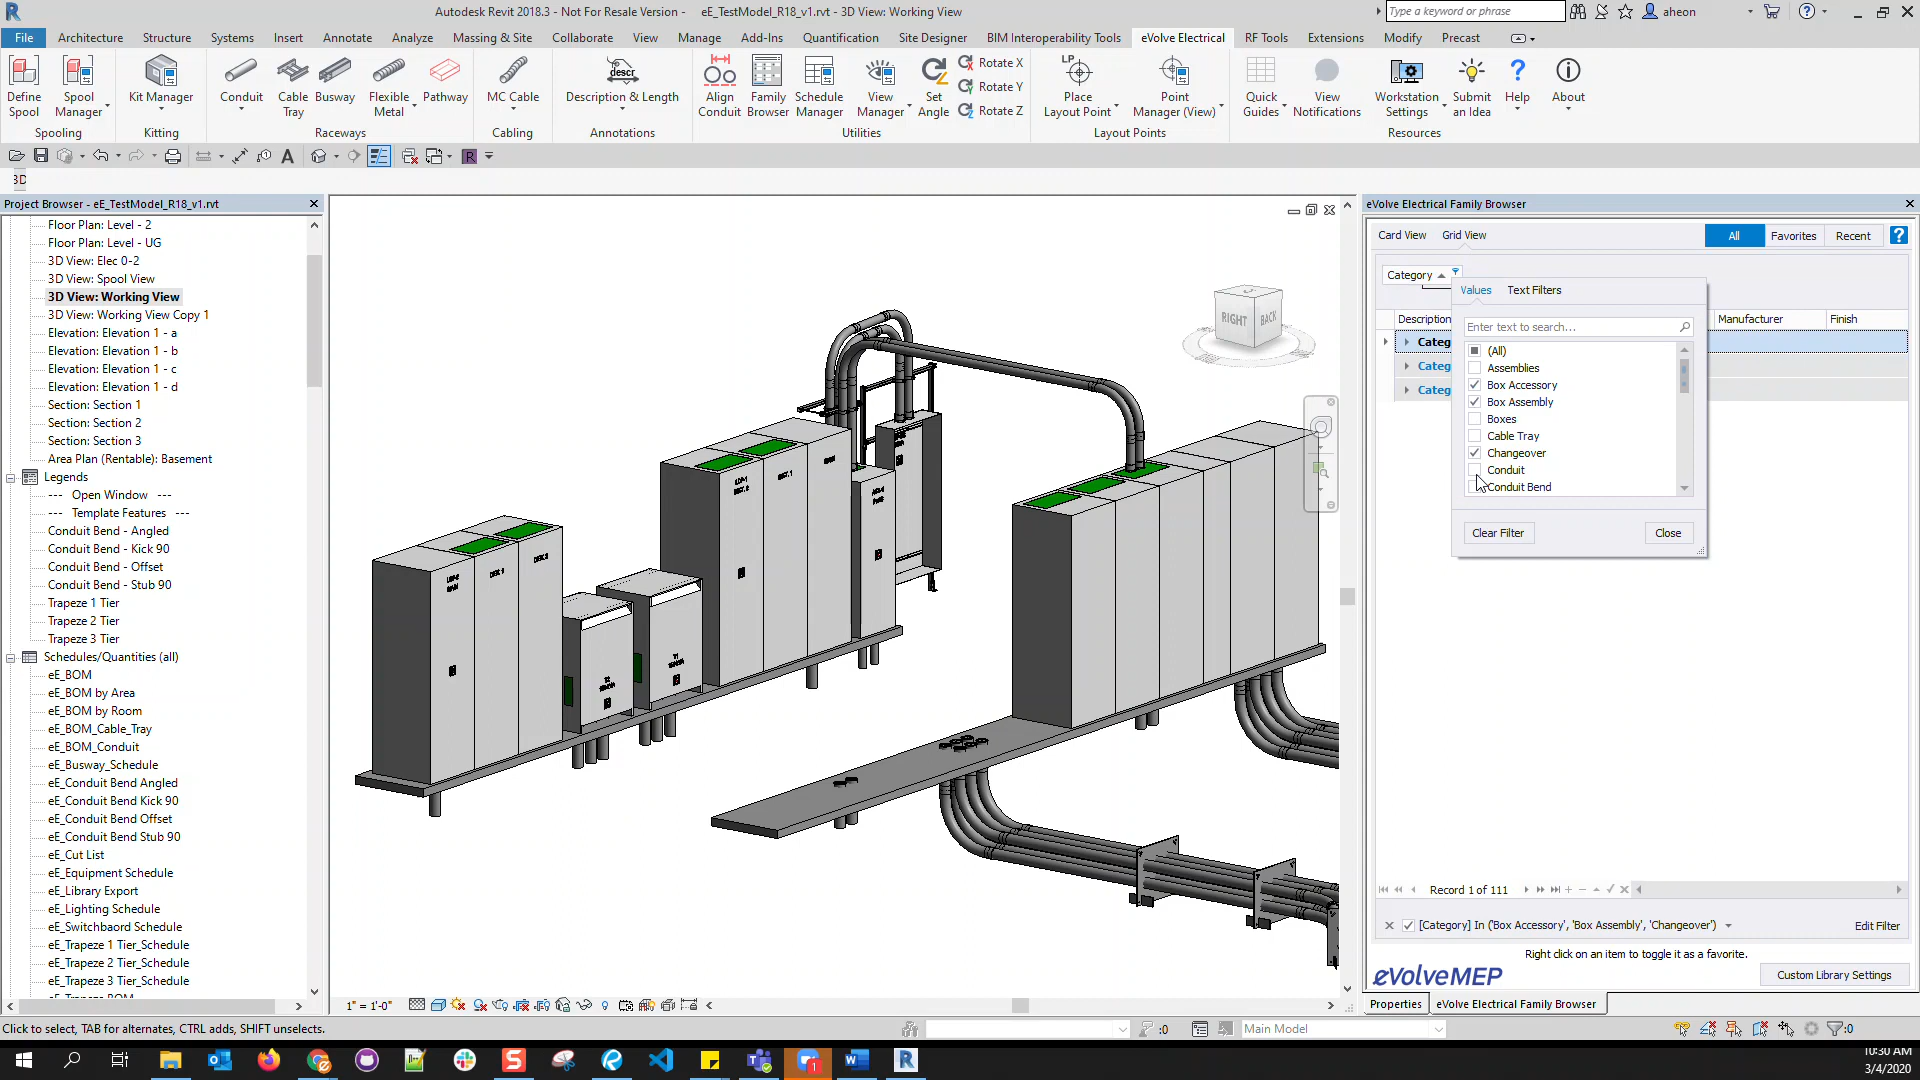 Autodesk Revit 2018.3 - Not For Resale Version - eE_TestModel_R18_v1.rvt - 3D View: Working View
Type a keyword or phrase
aheon
File Architecture Structure Systems Insert Annotate Analyze Massing & Site Collaborate View Manage Add-Ins Quantification Site Designer BIM Interoperability Tools eVolve Electrical RF Tools Extensions Modify Precast
Define Spool
Spool Manager
Kit Manager
Conduit
Cable Tray
Busway
Flexible Metal
Pathway
MC Cable
descr
Description & Length
Align Conduit
Family Browser
Schedule Manager
View Manager
Set Angle
Rotate X
Rotate Y
Rotate Z
LP
Place Layout Point
Point Manager (View)
Quick Guides
View Notifications
Workstation Settings
Submit an Idea
Help
About
Spooling Kitting Raceways Cabling Annotations Utilities Layout Points Resources
3D
Project Browser - eE_TestModel_R18_v1.rvt
Floor Plan: Level - 2
Floor Plan: Level - UG
3D View: Elec 0-2
3D View: Spool View
3D View: Working View
3D View: Working View Copy 1
Elevation: Elevation 1 - a
Elevation: Elevation 1 - b
Elevation: Elevation 1 - c
Elevation: Elevation 1 - d
Section: Section 1
Section: Section 2
Section: Section 3
Area Plan (Rentable): Basement
Legends
--- Open Window ---
--- Template Features ---
Conduit Bend - Angled
Conduit Bend - Kick 90
Conduit Bend - Offset
Conduit Bend - Stub 90
Trapeze 1 Tier
Trapeze 2 Tier
Trapeze 3 Tier
Schedules/Quantities (all)
eE_BOM
eE_BOM by Area
eE_BOM by Room
eE_BOM_Cable_Tray
eE_BOM_Conduit
eE_Busway_Schedule
eE_Conduit Bend Angled
eE_Conduit Bend Kick 90
eE_Conduit Bend Offset
eE_Conduit Bend Stub 90
eE_Cut List
eE_Equipment Schedule
eE_Library Export
eE_Lighting Schedule
eE_Switchbaord Schedule
eE_Trapeze 1 Tier_Schedule
eE_Trapeze 2 Tier_Schedule
eE_Trapeze 3 Tier_Schedule
eE_Trapeze BOM
RIGHT BACK
eVolve Electrical Family Browser
Card View Grid View All Favorites Recent
Category
Values Text Filters
Description Manufacturer Finish
Categ
Categ
Categ
Enter text to search...
(All)
Assemblies
Box Accessory
Box Assembly
Boxes
Cable Tray
Changeover
Conduit
Conduit Bend
Clear Filter Close
Record 1 of 111
[Category] In ('Box Accessory', 'Box Assembly', 'Changeover') Edit Filter
Right click on an item to toggle it as a favorite.
eVolveMEP
Custom Library Settings
Properties eVolve Electrical Family Browser
1" = 1'-0"
Click to select, TAB for alternates, CTRL adds, SHIFT unselects.
:0
Main Model
:0
10:30 AM
3/4/2020